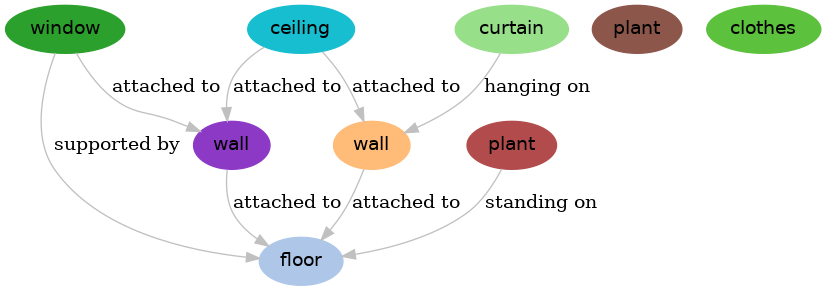 window ceiling curtain plant clothes
attached to attached to attached to hanging on
supported by wall wall plant
attached to attached to standing on
floor